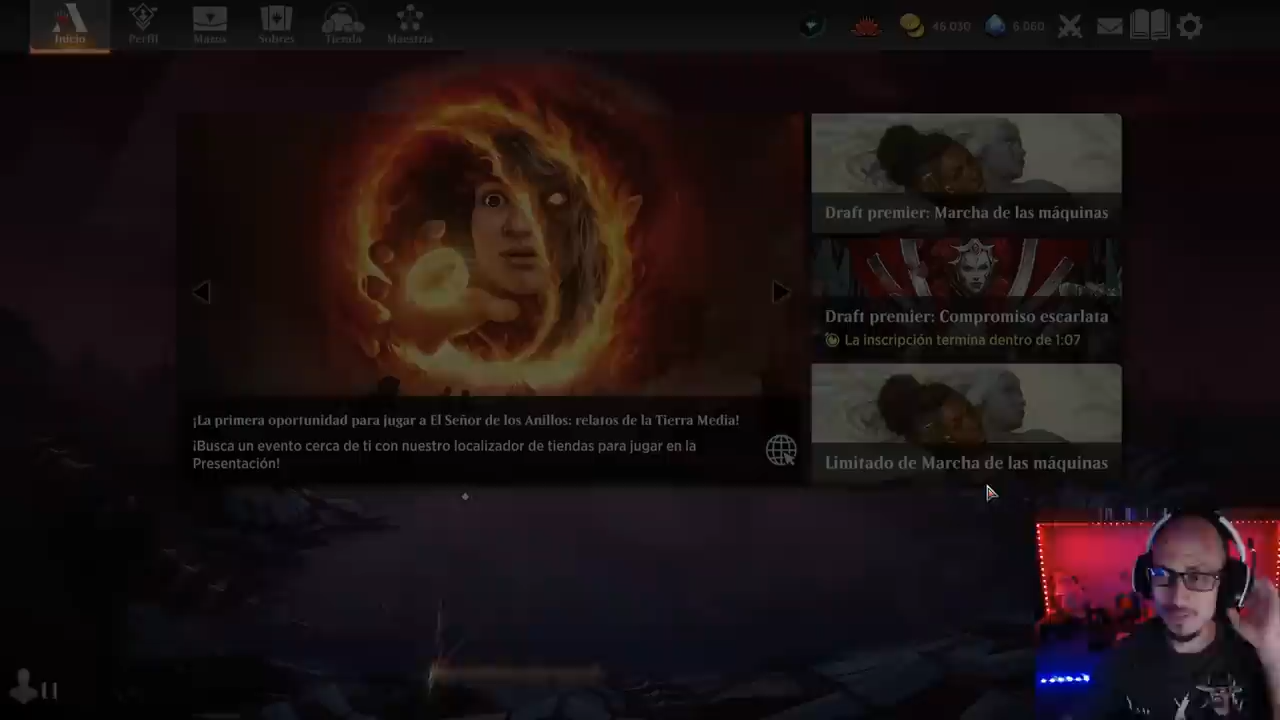 Inicio
Perfil
Mazos
Sobres
Tienda
Maestría
46 030
6 060
Draft premier: Marcha de las máquinas
Draft premier: Compromiso escarlata
La inscripción termina dentro de 1:07
¡La primera oportunidad para jugar a El Señor de los Anillos: relatos de la Tierra Media!
¡Busca un evento cerca de ti con nuestro localizador de tiendas para jugar en la
Presentación!
Limitado de Marcha de las máquinas
11